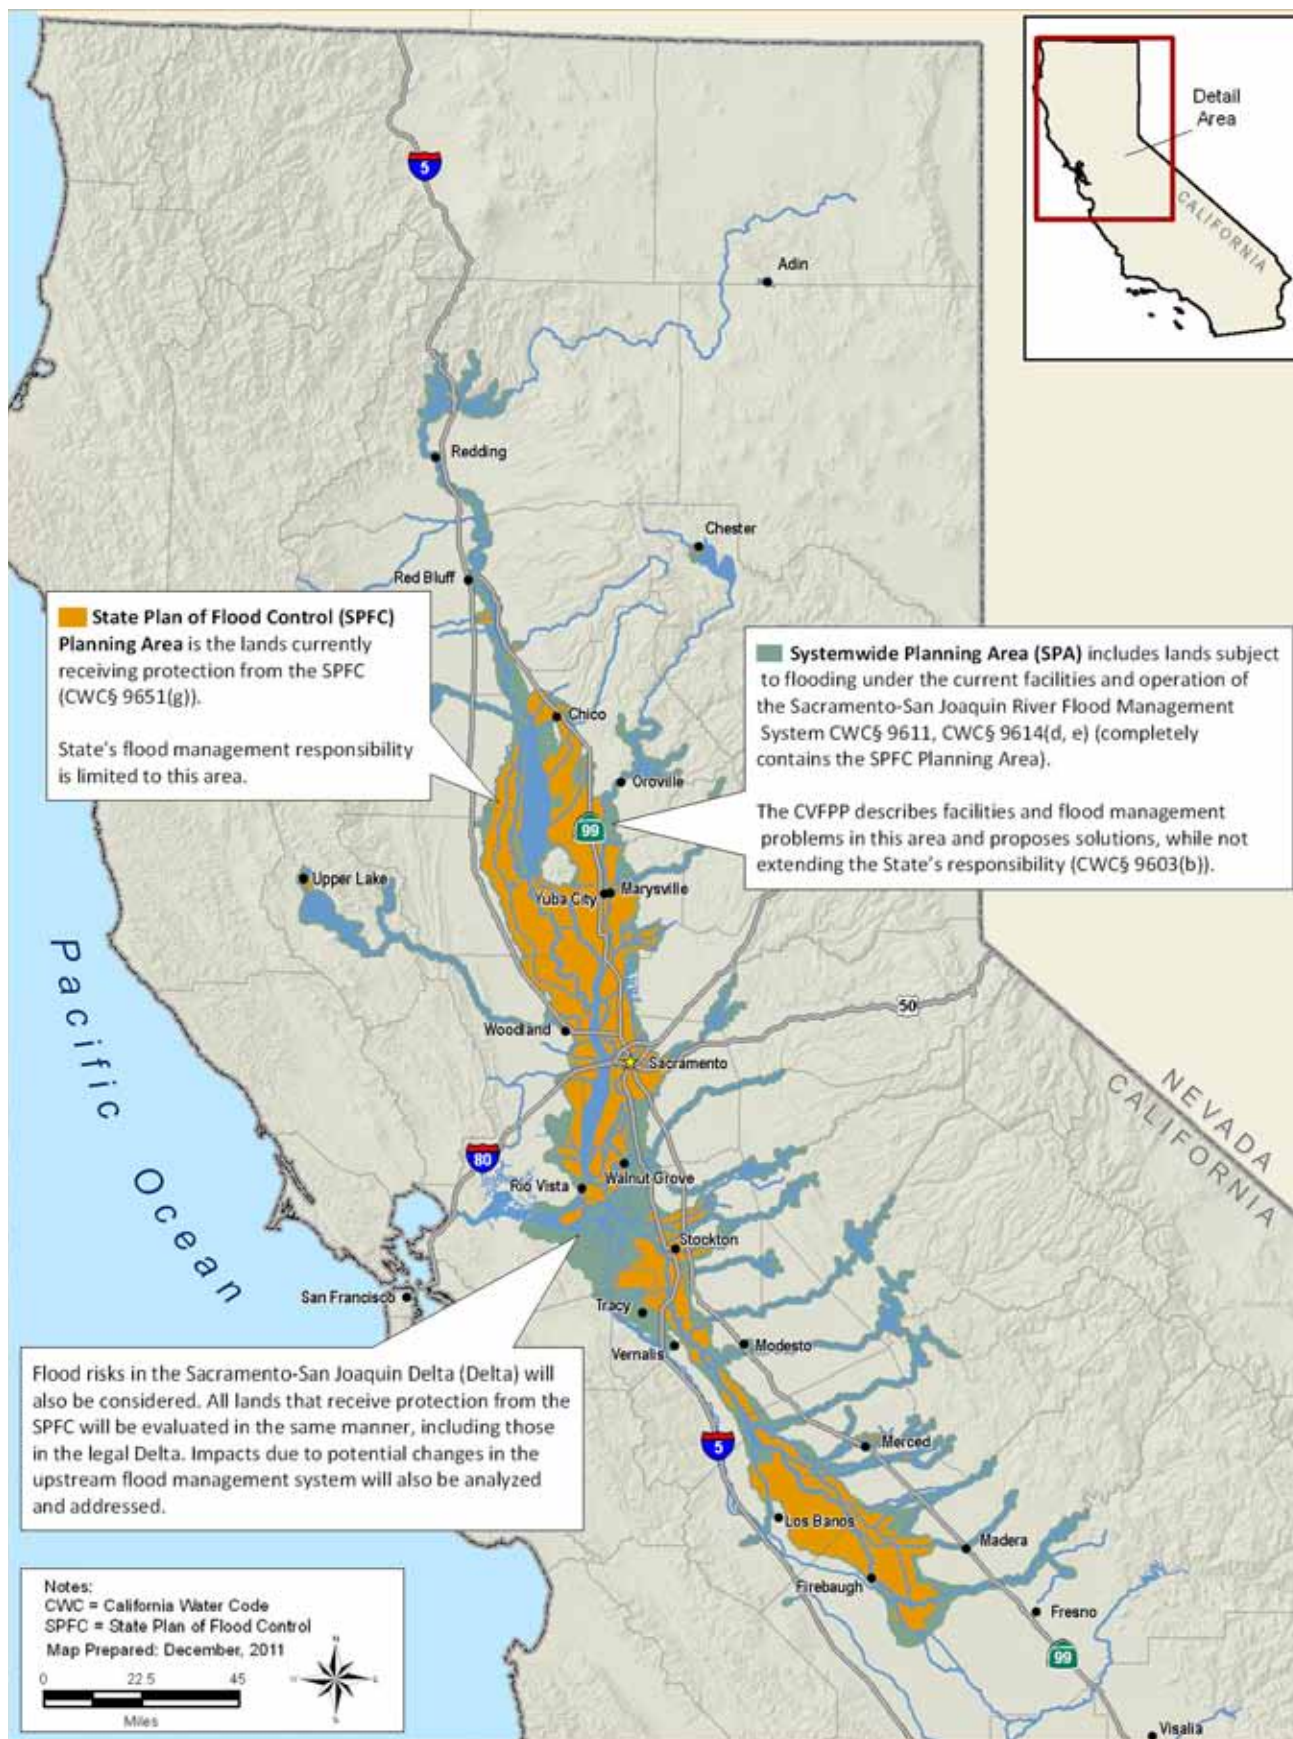 5
Detail
Area
CALIFORNIA
Adin
Redding
Chester
Red Bluff
State Plan of Flood Control (SPFC)
Planning Area is the lands currently
receiving protection from the SPFC
(CWC§ 9651(g)).
State's flood management responsibility
is limited to this area.
Systemwide Planning Area (SPA) includes lands subject
to flooding under the current facilities and operation of
the Sacramento-San Joaquin River Flood Management
System CWC§ 9611, CWC§ 9614(d, e) (completely
contains the SPFC Planning Area).
The CVFPP describes facilities and flood management
problems in this area and proposes solutions, while not
extending the State's responsibility (CWC§ 9603(b)).
Chico
Oroville
99
Upper Lake
Yuba City
Marysville
Pacific Ocean
50
Woodland
Sacramento
NEVADA
CALIFORNIA
80
Walnut Grove
Rio Vista
Stockton
San Francisco
Tracy
Vernalis
Modesto
Flood risks in the Sacramento-San Joaquin Delta (Delta) will
also be considered. All lands that receive protection from the
SPFC will be evaluated in the same manner, including those
in the legal Delta. Impacts due to potential changes in the
upstream flood management system will also be analyzed
and addressed.
5
Merced
Los Banos
Madera
Firebaugh
Fresno
99
Visalia
Notes:
CWC = California Water Code
SPFC = State Plan of Flood Control
Map Prepared: December, 2011
0 22.5 45
Miles
N
W E
S